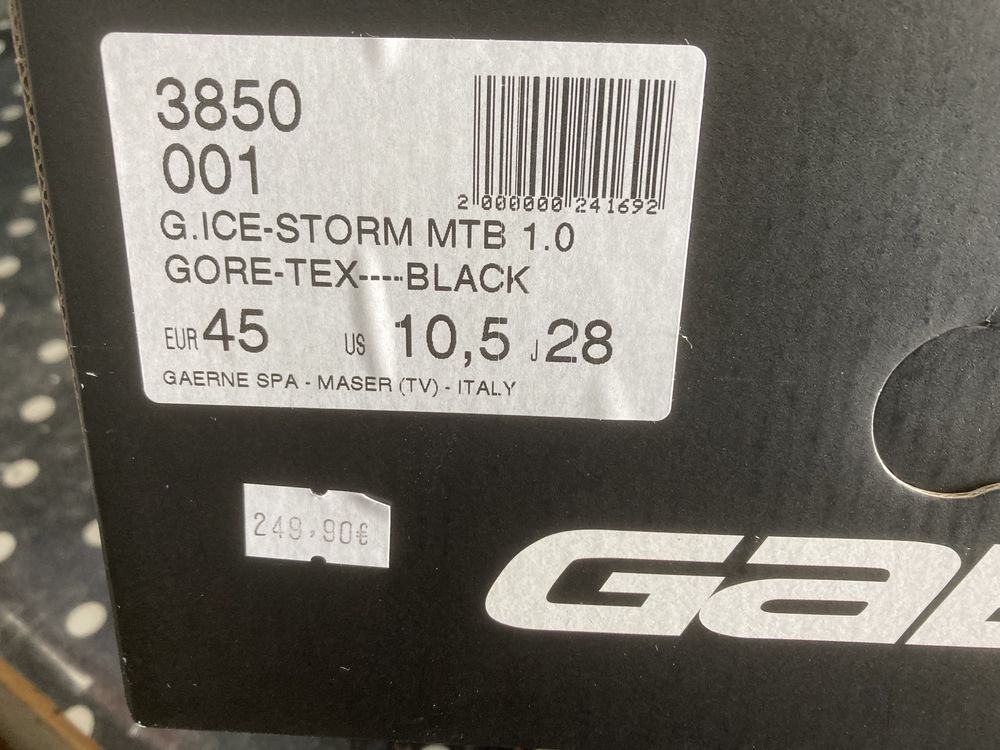 3850
001
2 000000 241692
G.ICE-STORM MTB 1.0
GORE-TEX----BLACK
EUR 45 US 10,5 J 28
GAERNE SPA - MASER (TV) - ITALY
249,90€
Ga